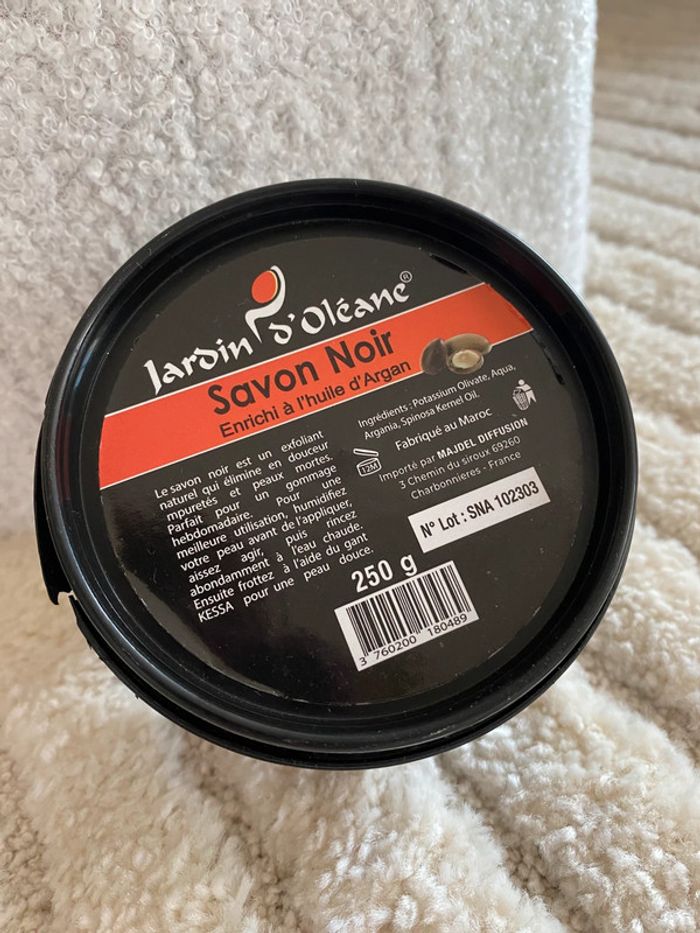 Jardin d'Oléane®
Savon Noir
Enrichi à l'huile d'Argan
Le savon noir est un exfoliant
naturel qui élimine en douceur
mpuretés et peaux mortes.
Parfait pour un gommage
hebdomadaire. Pour une
meilleure utilisation, humidifiez
votre peau avant de l'appliquer,
aissez agir, puis rincez
abondamment à l'eau chaude.
Ensuite frottez à l'aide du gant
KESSA pour une peau douce.
Ingrédients : Potassium Olivate, Aqua,
Argania, Spinosa Kernel Oil.
Fabriqué au Maroc
12M
Importé par MAJDEL DIFFUSION
3 Chemin du siroux 69260
Charbonnieres - France
N° Lot : SNA 102303
250 g
3 760200 180489